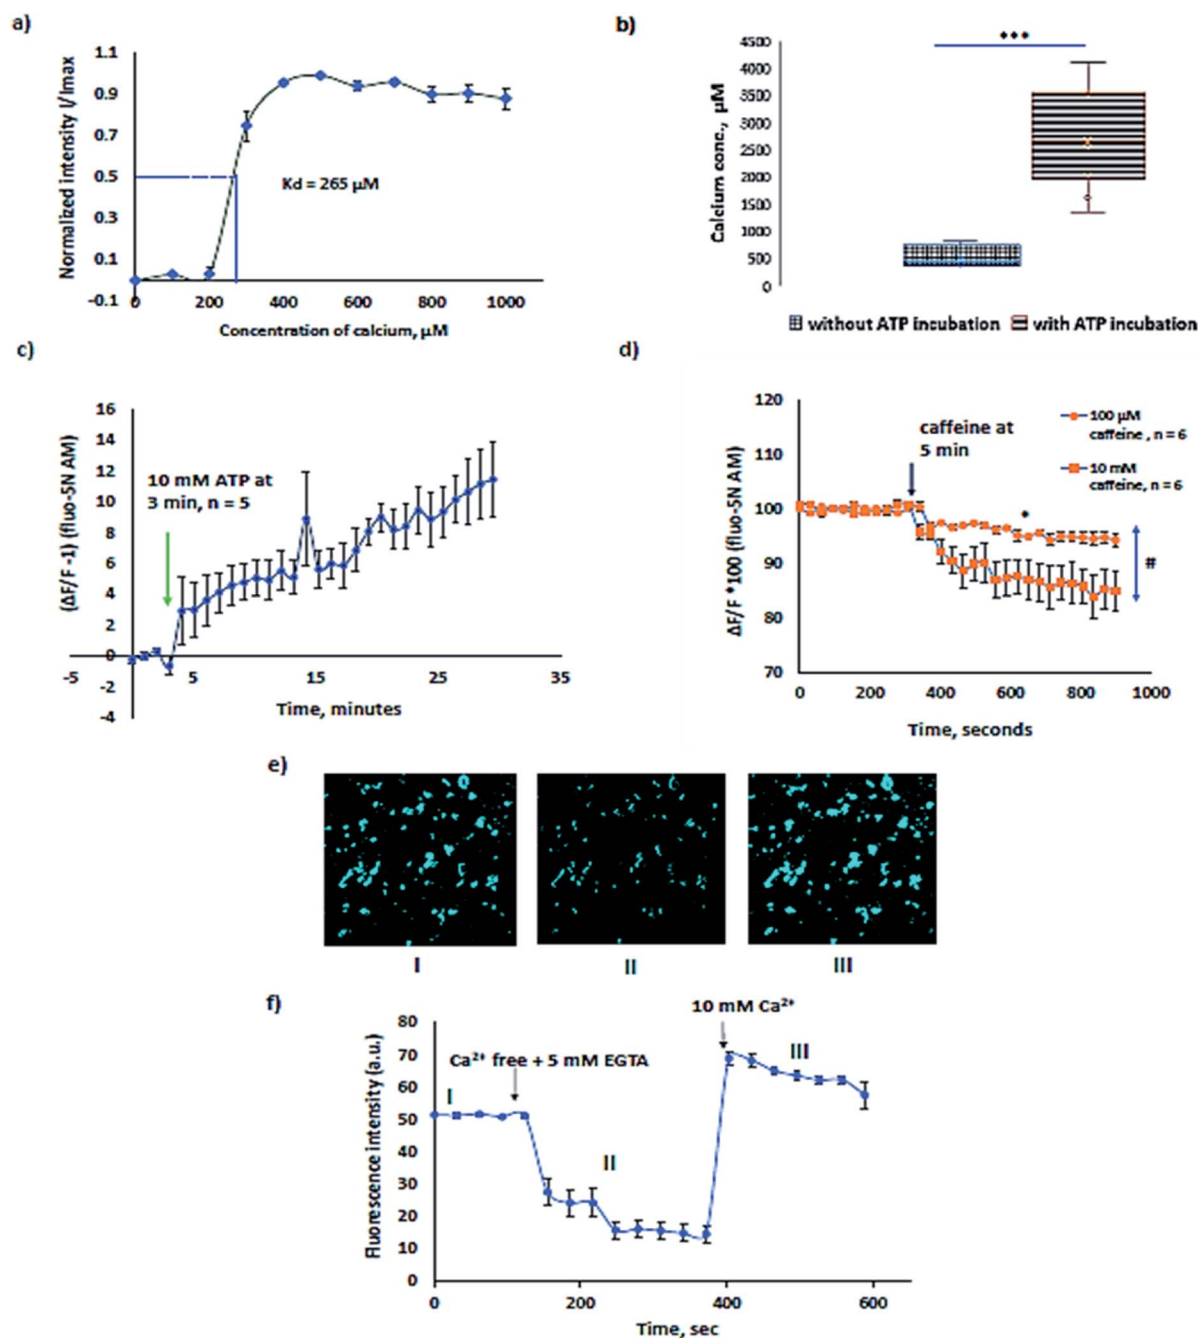 a)
1.1
0.9
0.7
0.5
0.3
0.1
-0.1
Normalized intensity I/Imax
Kd = 265 µM
0
200
400
600
800
1000
Concentration of calcium, µM
b)
***
4500
4000
3500
3000
2500
2000
1500
1000
500
0
Calcium conc., µM
without ATP incubation
with ATP incubation
c)
16
14
12
10
8
6
4
2
0
-2
-4
(ΔF/F -1) (fluo-5N AM)
10 mM ATP at
3 min, n = 5
-5
5
15
25
35
Time, minutes
d)
120
110
100
90
80
70
ΔF/F *100 (fluo-5N AM)
caffeine at
5 min
100 µM
caffeine , n = 6
10 mM
caffeine, n = 6
*
#
0
200
400
600
800
1000
Time, seconds
e)
I
II
III
f)
80
70
60
50
40
30
20
10
0
Fluorescence intensity (a.u.)
Ca²⁺ free + 5 mM EGTA
10 mM Ca²⁺
I
II
III
0
200
400
600
Time, sec